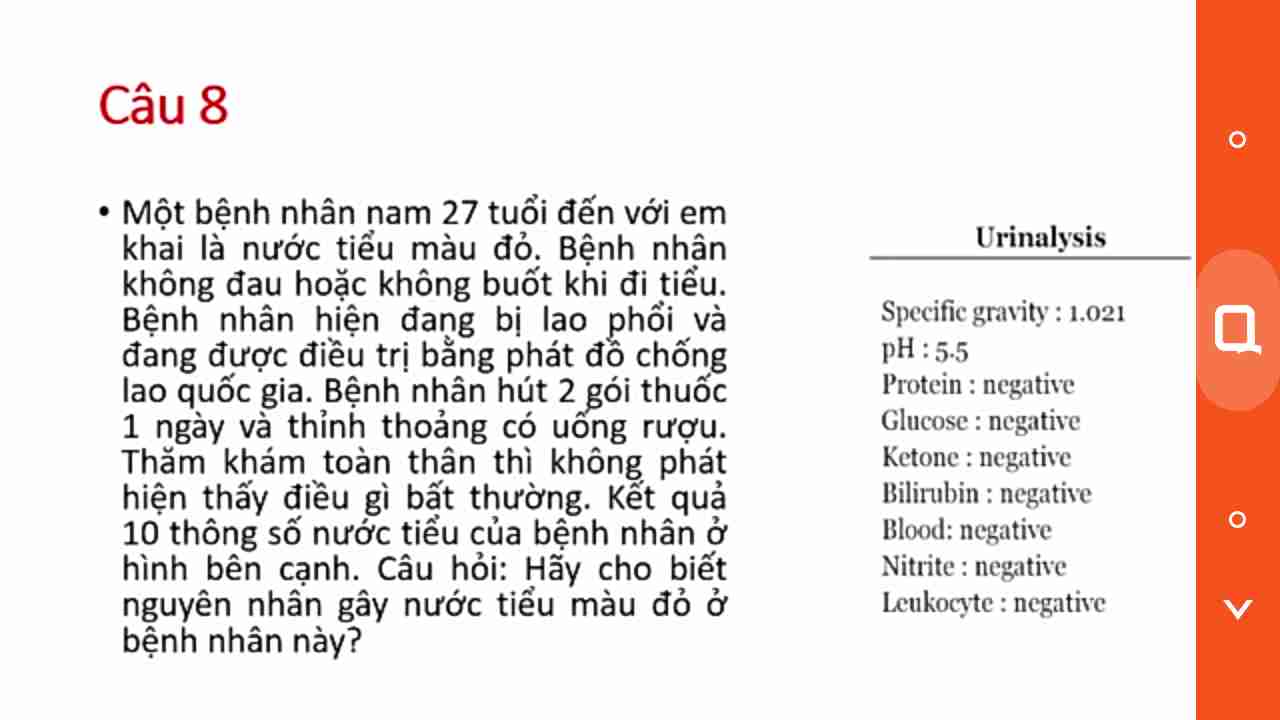 Câu 8
• Một bệnh nhân nam 27 tuổi đến với em
khai là nước tiểu màu đỏ. Bệnh nhân
không đau hoặc không buốt khi đi tiểu.
Bệnh nhân hiện đang bị lao phổi và
đang được điều trị bằng phát đồ chống
lao quốc gia. Bệnh nhân hút 2 gói thuốc
1 ngày và thỉnh thoảng có uống rượu.
Thăm khám toàn thân thì không phát
hiện thấy điều gì bất thường. Kết quả
10 thông số nước tiểu của bệnh nhân ở
hình bên cạnh. Câu hỏi: Hãy cho biết
nguyên nhân gây nước tiểu màu đỏ ở
bệnh nhân này?
Urinalysis
Specific gravity : 1.021
pH : 5.5
Protein : negative
Glucose : negative
Ketone : negative
Bilirubin : negative
Blood: negative
Nitrite : negative
Leukocyte : negative